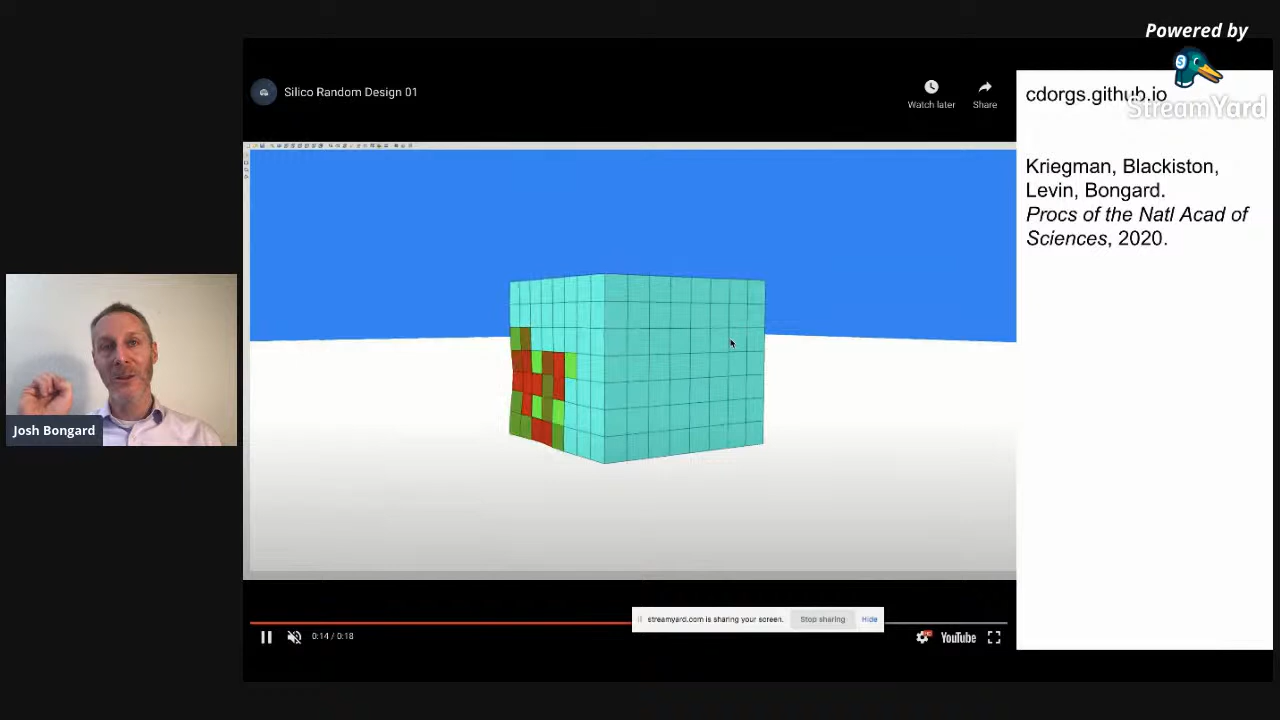 Powered by
StreamYard
Silico Random Design 01
Watch later
Share
cdorgs.github.io
Kriegman, Blackiston,
Levin, Bongard.
Procs of the Natl Acad of
Sciences, 2020.
Josh Bongard
streamyard.com is sharing your screen.
Stop sharing
Hide
0:14 / 0:18
YouTube